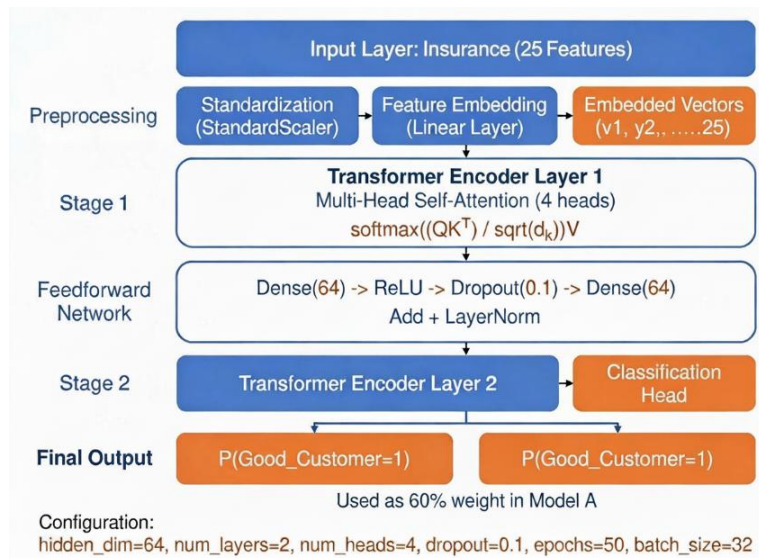 Input Layer: Insurance (25 Features)
Preprocessing
Standardization
(StandardScaler)
Feature Embedding
(Linear Layer)
Embedded Vectors
(v1, y2,, .....25)
Stage 1
Transformer Encoder Layer 1
Multi-Head Self-Attention (4 heads)
softmax((QK^T) / sqrt(d_k))V
Feedforward
Network
Dense(64) -> ReLU -> Dropout(0.1) -> Dense(64)
Add + LayerNorm
Stage 2
Transformer Encoder Layer 2
Classification
Head
Final Output
P(Good_Customer=1)
P(Good_Customer=1)
Used as 60% weight in Model A
Configuration:
hidden_dim=64, num_layers=2, num_heads=4, dropout=0.1, epochs=50, batch_size=32